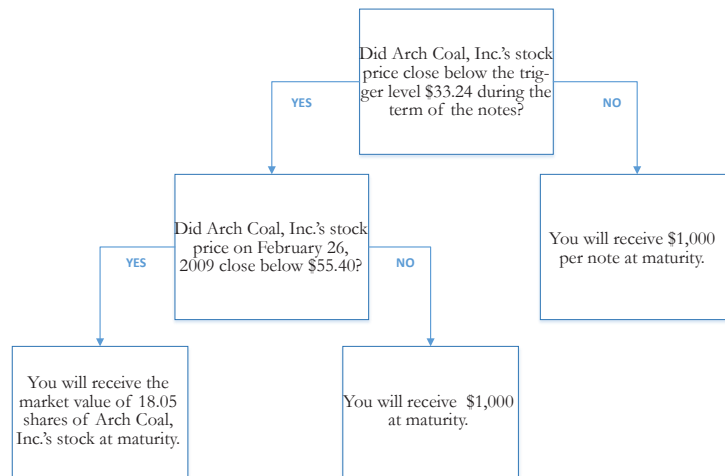 Did Arch Coal, Inc.'s stock
price close below the trig-
ger level $33.24 during the
term of the notes?
YES
NO
Did Arch Coal, Inc.'s stock
price on February 26,
2009 close below $55.40?
You will receive $1,000
per note at maturity.
YES
NO
You will receive the
market value of 18.05
shares of Arch Coal,
Inc.'s stock at maturity.
You will receive $1,000
at maturity.